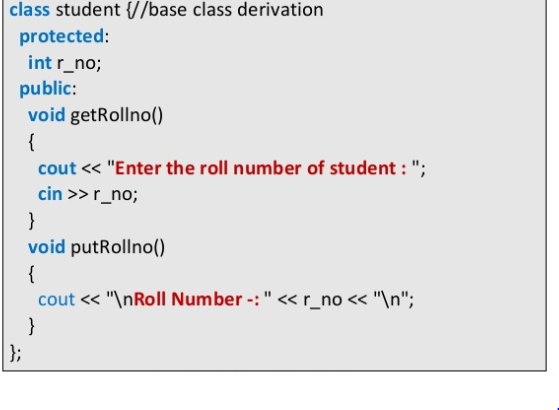 class student {//base class derivation
protected:
int r_no;
public:
void getRollno()
{
cout << "Enter the roll number of student : ";
cin >> r_no;
}
void putRollno()
{
cout << "\nRoll Number -: " << r_no << "\n";
}
};